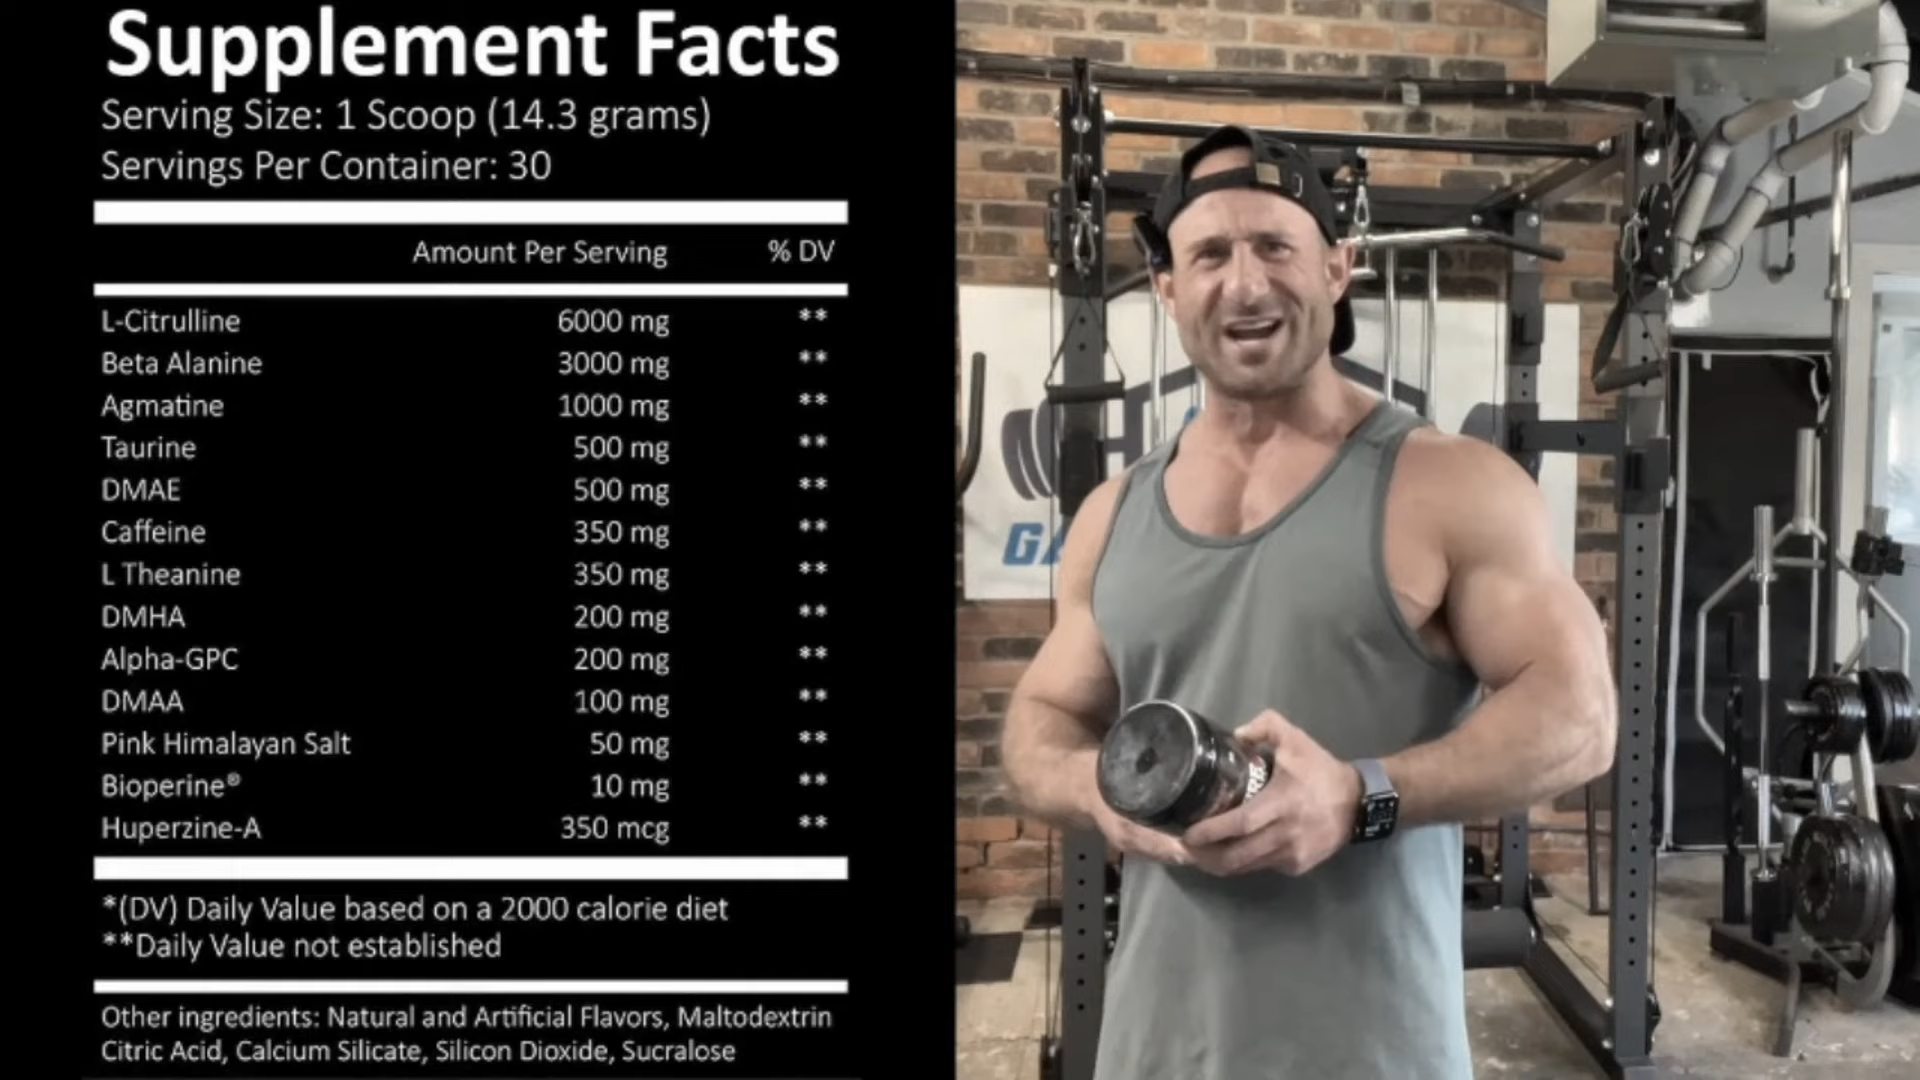 Supplement Facts
Serving Size: 1 Scoop (14.3 grams)
Servings Per Container: 30
Amount Per Serving % DV
L-Citrulline 6000 mg **
Beta Alanine 3000 mg **
Agmatine 1000 mg **
Taurine 500 mg **
DMAE 500 mg **
Caffeine 350 mg **
L Theanine 350 mg **
DMHA 200 mg **
Alpha-GPC 200 mg **
DMAA 100 mg **
Pink Himalayan Salt 50 mg **
Bioperine® 10 mg **
Huperzine-A 350 mcg **
*(DV) Daily Value based on a 2000 calorie diet
**Daily Value not established
Other ingredients: Natural and Artificial Flavors, Maltodextrin
Citric Acid, Calcium Silicate, Silicon Dioxide, Sucralose